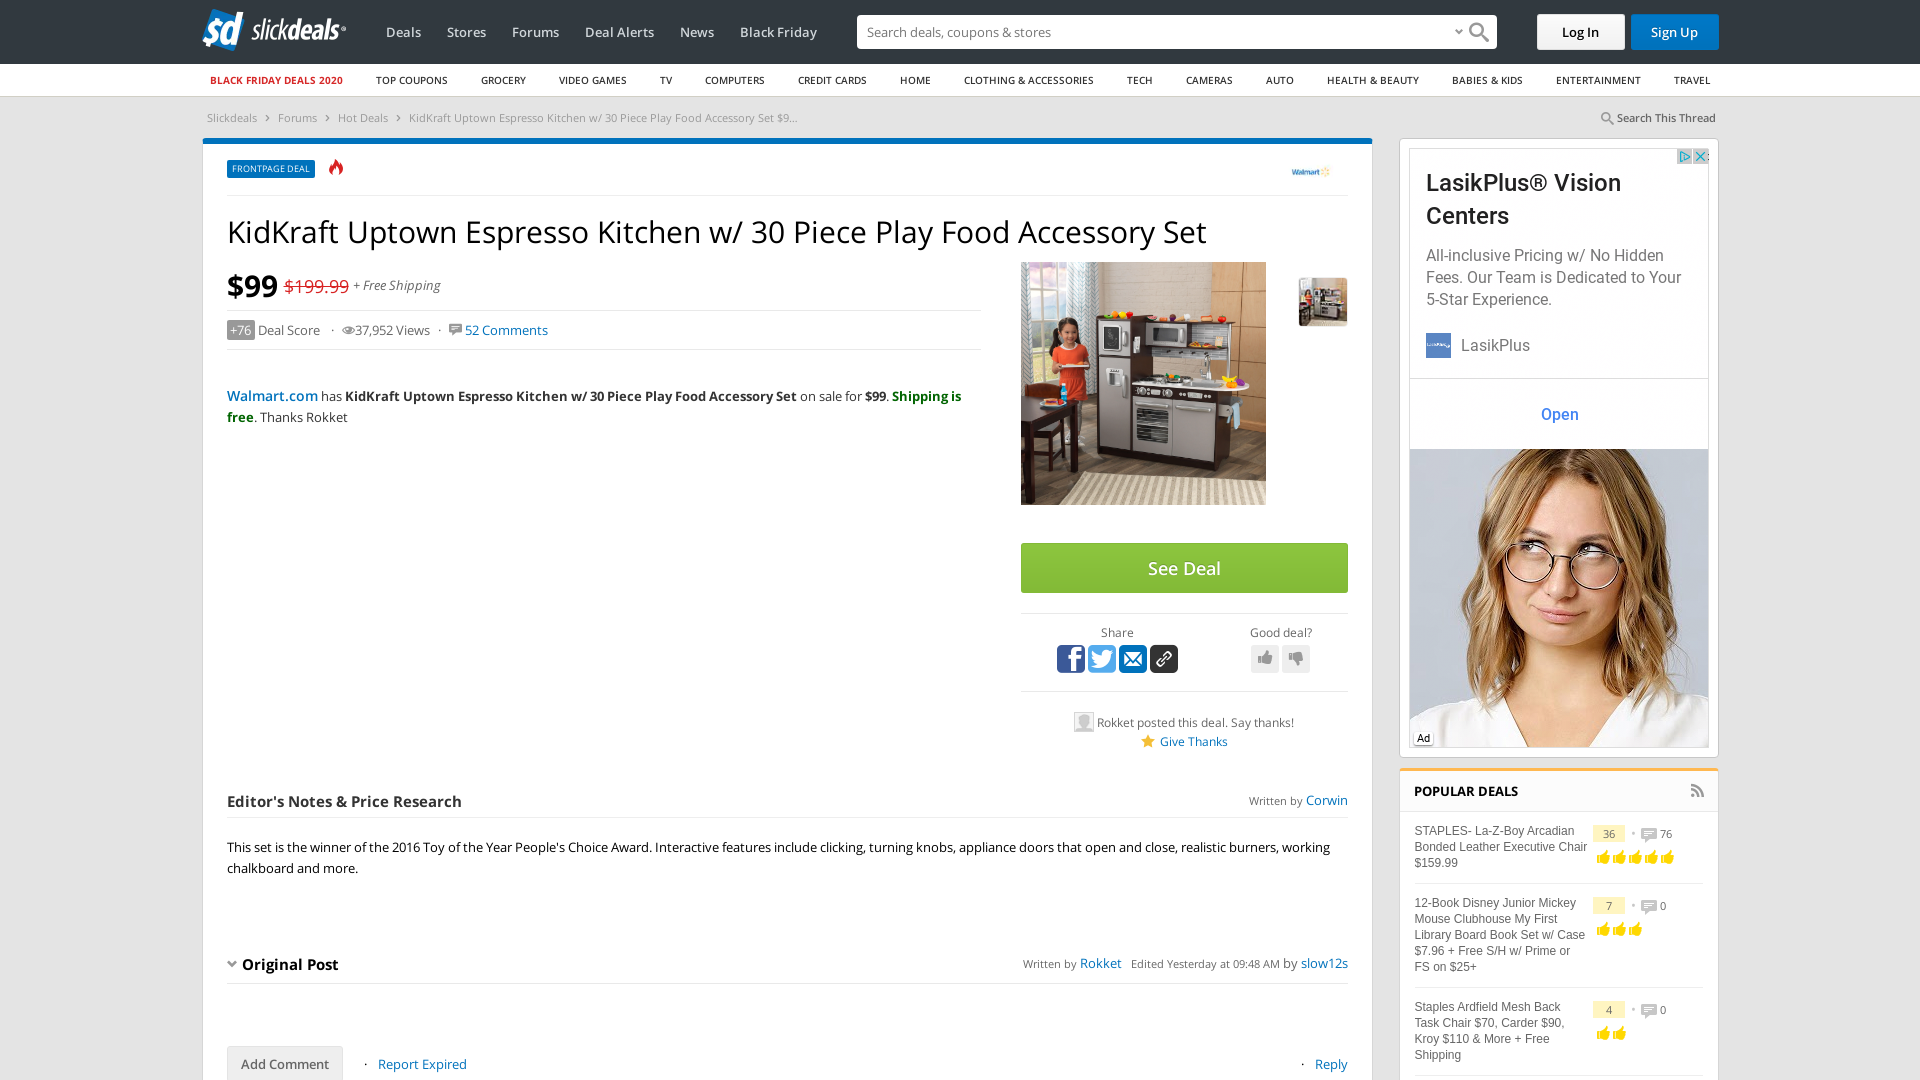 sd slickdeals
Deals
Stores
Forums
Deal Alerts
News
Black Friday
Search deals, coupons & stores
Log In
Sign Up
BLACK FRIDAY DEALS 2020
TOP COUPONS
GROCERY
VIDEO GAMES
TV
COMPUTERS
CREDIT CARDS
HOME
CLOTHING & ACCESSORIES
TECH
CAMERAS
AUTO
HEALTH & BEAUTY
BABIES & KIDS
ENTERTAINMENT
TRAVEL
Slickdeals › Forums › Hot Deals › KidKraft Uptown Espresso Kitchen w/ 30 Piece Play Food Accessory Set $9...
Search This Thread
FRONTPAGE DEAL
Walmart
KidKraft Uptown Espresso Kitchen w/ 30 Piece Play Food Accessory Set
$99 $199.99 + Free Shipping
+76 Deal Score · 37,952 Views · 52 Comments
Walmart.com has KidKraft Uptown Espresso Kitchen w/ 30 Piece Play Food Accessory Set on sale for $99. Shipping is
free. Thanks Rokket
See Deal
Share
Good deal?
Rokket posted this deal. Say thanks!
Give Thanks
Editor's Notes & Price Research
Written by Corwin
This set is the winner of the 2016 Toy of the Year People's Choice Award. Interactive features include clicking, turning knobs, appliance doors that open and close, realistic burners, working
chalkboard and more.
Original Post
Written by Rokket Edited Yesterday at 09:48 AM by slow12s
Add Comment
· Report Expired
· Reply
LasikPlus® Vision
Centers
All-inclusive Pricing w/ No Hidden
Fees. Our Team is Dedicated to Your
5-Star Experience.
LasikPlus
Open
Ad
POPULAR DEALS
STAPLES- La-Z-Boy Arcadian
Bonded Leather Executive Chair
$159.99
36 · 76
12-Book Disney Junior Mickey
Mouse Clubhouse My First
Library Board Book Set w/ Case
$7.96 + Free S/H w/ Prime or
FS on $25+
7 · 0
Staples Ardfield Mesh Back
Task Chair $70, Carder $90,
Kroy $110 & More + Free
Shipping
4 · 0